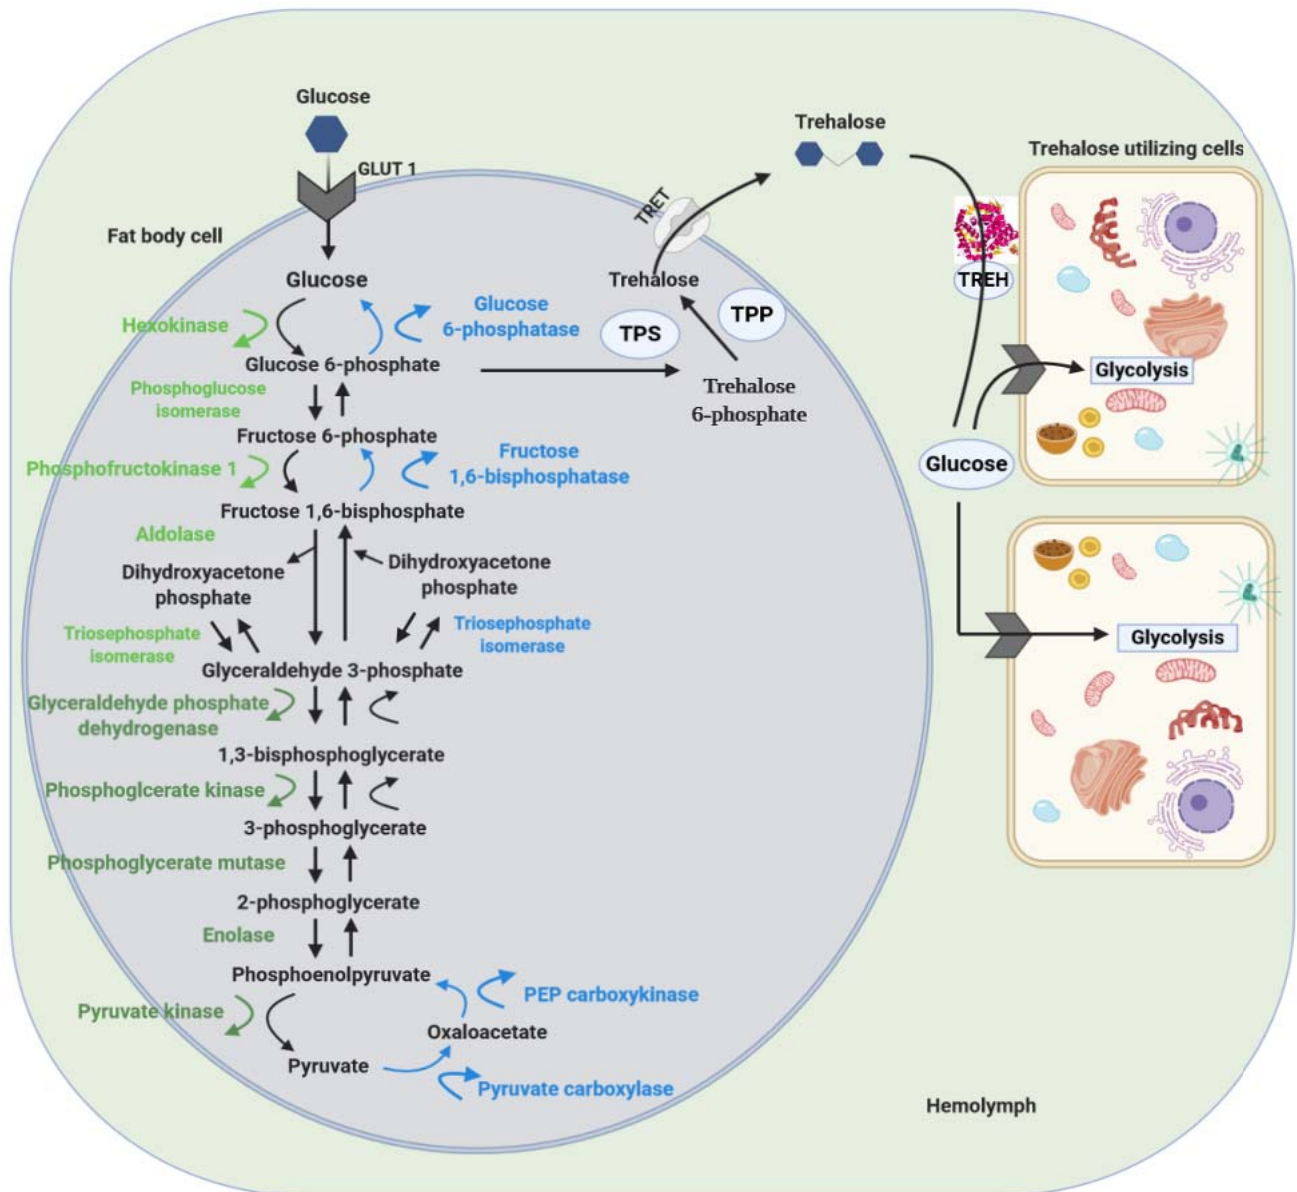 Glucose
GLUT 1
Fat body cell
Glucose
Hexokinase
Glucose
6-phosphatase
Glucose 6-phosphate
Phosphoglucose
isomerase
Fructose 6-phosphate
Phosphofructokinase 1
Fructose
1,6-bisphosphatase
Fructose 1,6-bisphosphate
Aldolase
Dihydroxyacetone
phosphate
Dihydroxyacetone
phosphate
Triosephosphate
isomerase
Triosephosphate
isomerase
Glyceraldehyde 3-phosphate
Glyceraldehyde phosphate
dehydrogenase
1,3-bisphosphoglycerate
Phosphoglcerate kinase
3-phosphoglycerate
Phosphoglycerate mutase
2-phosphoglycerate
Enolase
Phosphoenolpyruvate
Pyruvate kinase
PEP carboxykinase
Oxaloacetate
Pyruvate
Pyruvate carboxylase
TPS
Trehalose
6-phosphate
TPP
Trehalose
TRET
Trehalose
TREH
Glucose
Trehalose utilizing cells
Glycolysis
Glycolysis
Hemolymph